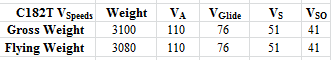 C182T VSpeeds Weight VA VGlide VS VSO
Gross Weight 3100 110 76 51 41
Flying Weight 3080 110 76 51 41